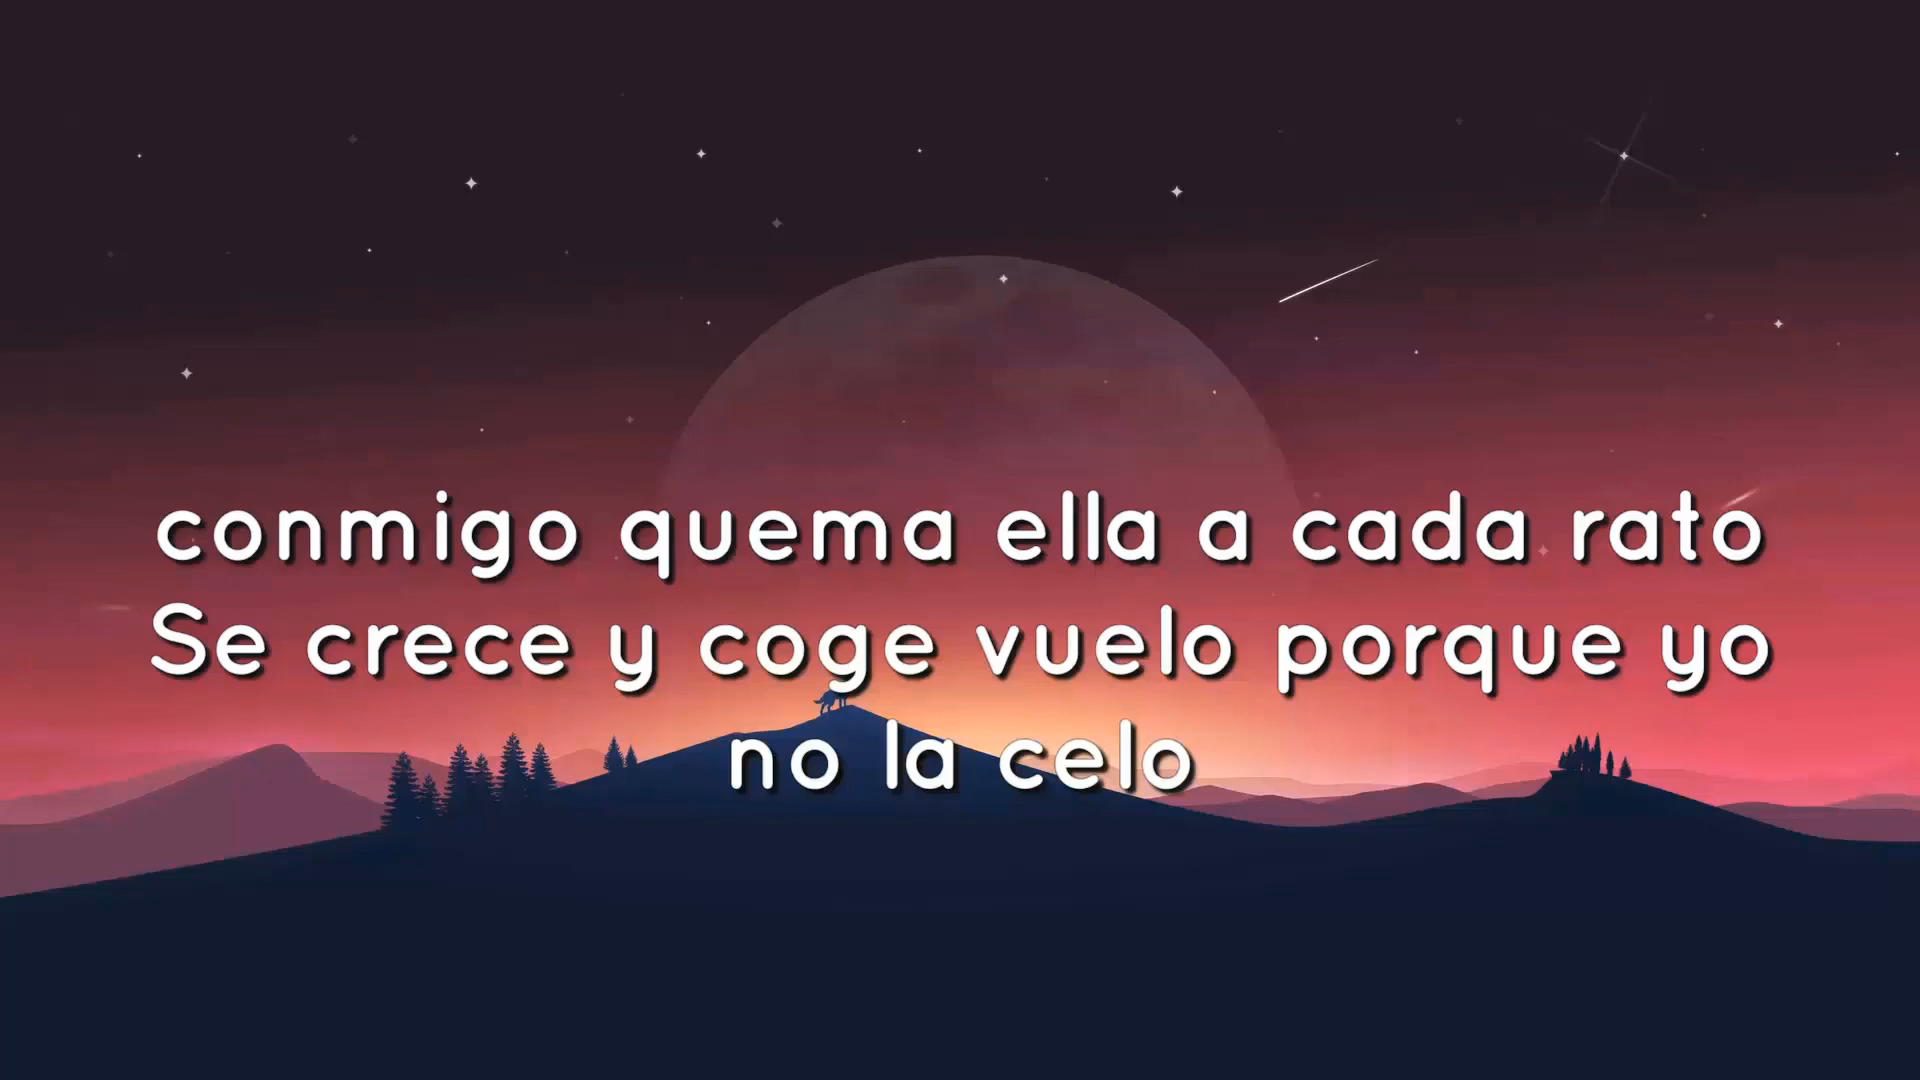 conmigo quema ella a cada rato
Se crece y coge vuelo porque yo
no la celo